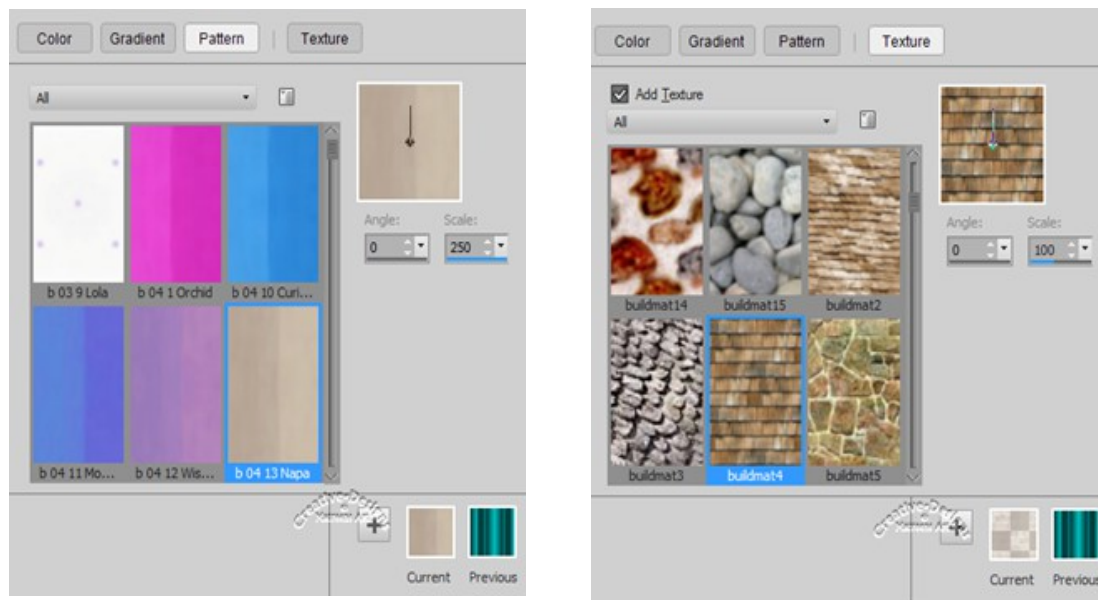 Color Gradient Pattern Texture
All
b 03 9 Lola b 04 1 Orchid b 04 10 Curi...
b 04 11 Mo... b 04 12 Wis... b 04 13 Napa
Angle: Scale:
0 250
Current Previous
Color Gradient Pattern Texture
Add Texture
All
buildmat14 buildmat15 buildmat2
buildmat3 buildmat4 buildmat5
Angle: Scale:
0 100
Current Previous